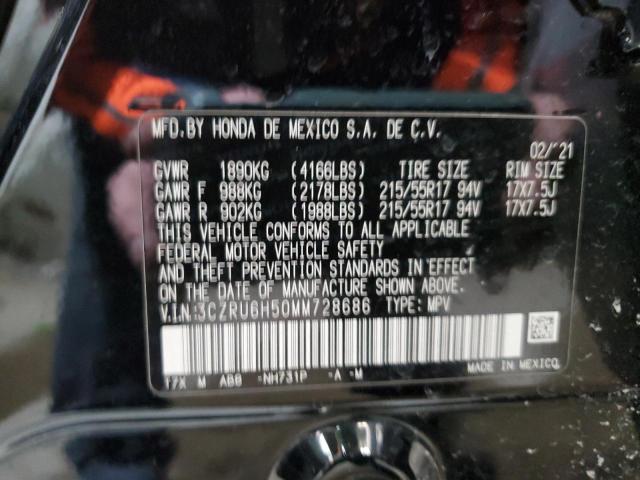 MFD.BY HONDA DE MEXICO S.A. DE C.V.
02/'21
GVWR 1890KG (4166LBS) TIRE SIZE RIM SIZE
GAWR F 988KG (2178LBS) 215/55R17 94V 17X7.5J
GAWR R 902KG (1988LBS) 215/55R17 94V 17X7.5J
THIS VEHICLE CONFORMS TO ALL APPLICABLE
FEDERAL MOTOR VEHICLE SAFETY
AND THEFT PREVENTION STANDARDS IN EFFECT
ON THE DATE OF MANUFACTURE SHOWN ABOVE.
V.I.N:3CZRU6H50MM728686 TYPE: MPV
MADE IN MEXICO
T7X M AB0 -NH731P -A -M